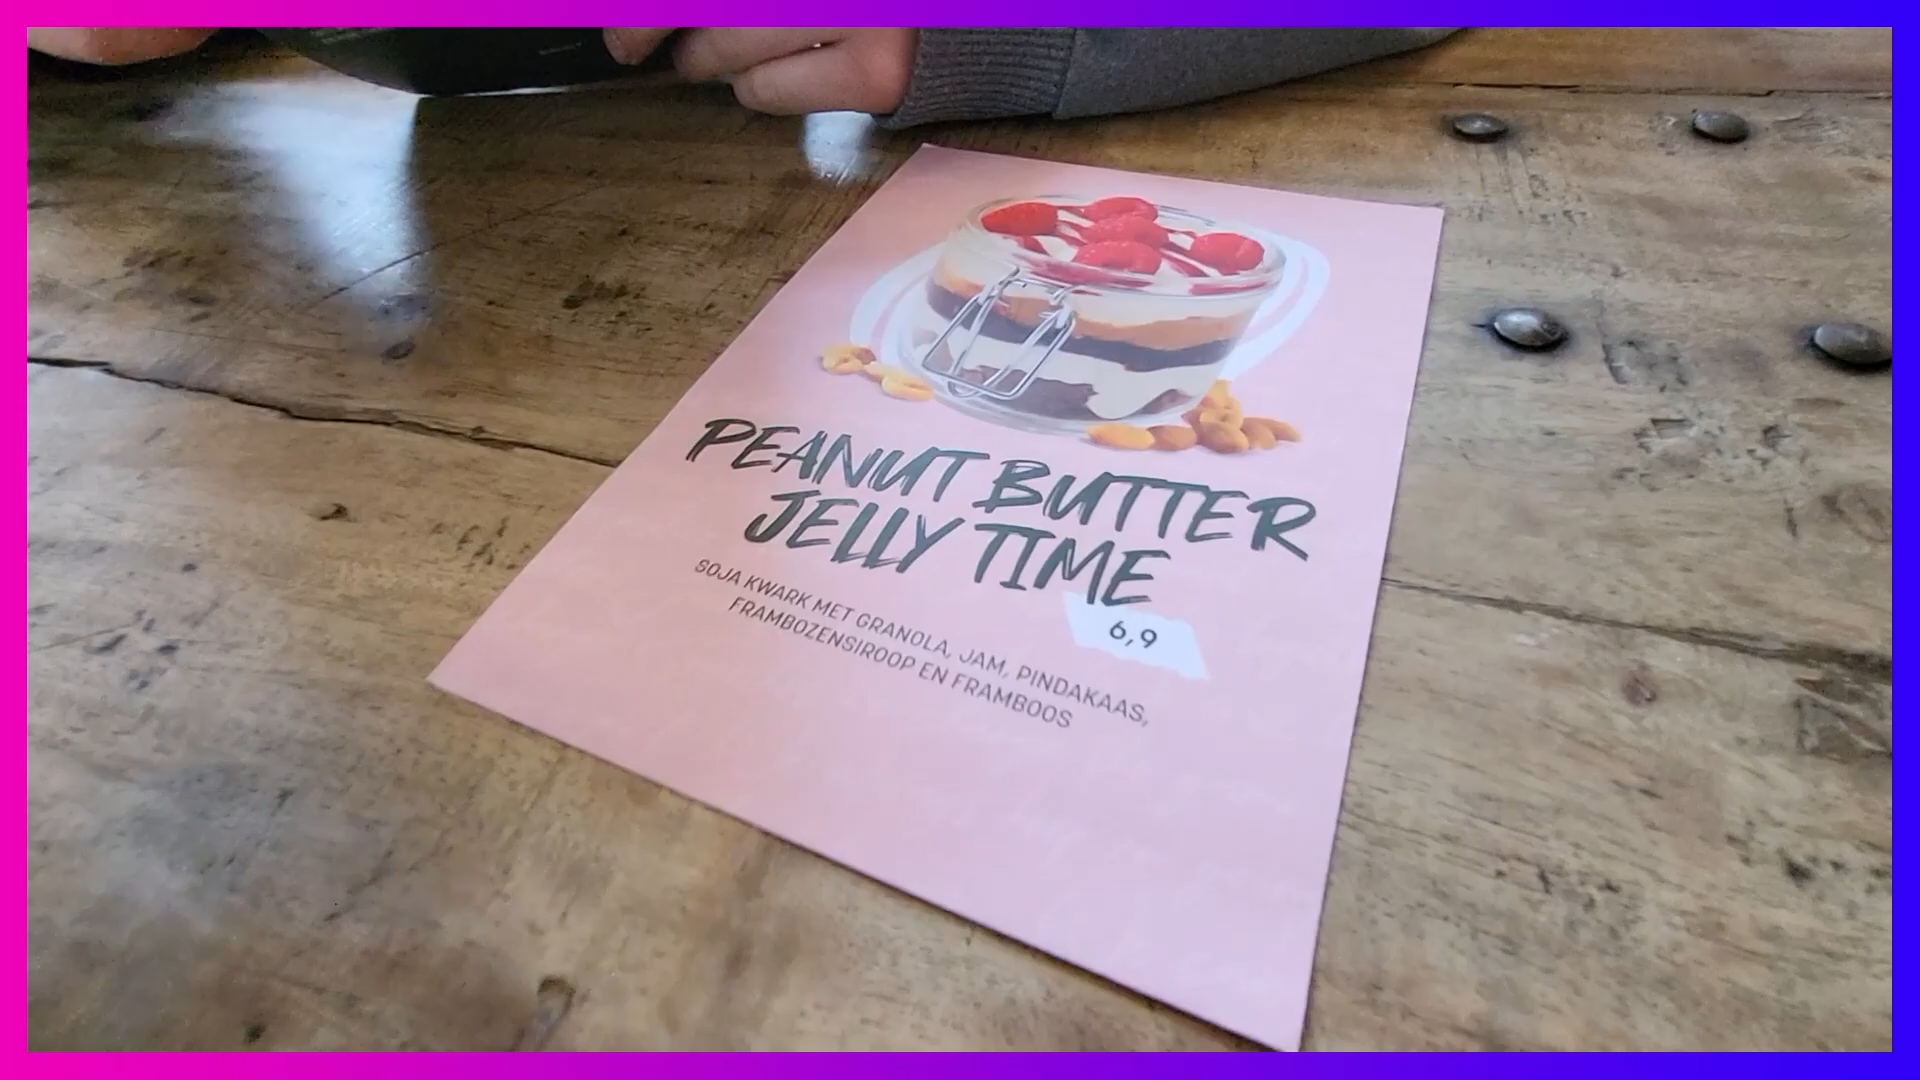 PEANUT BUTTER
JELLY TIME
6,9
SOJA KWARK MET GRANOLA, JAM, PINDAKAAS,
FRAMBOZENSIROOP EN FRAMBOOS